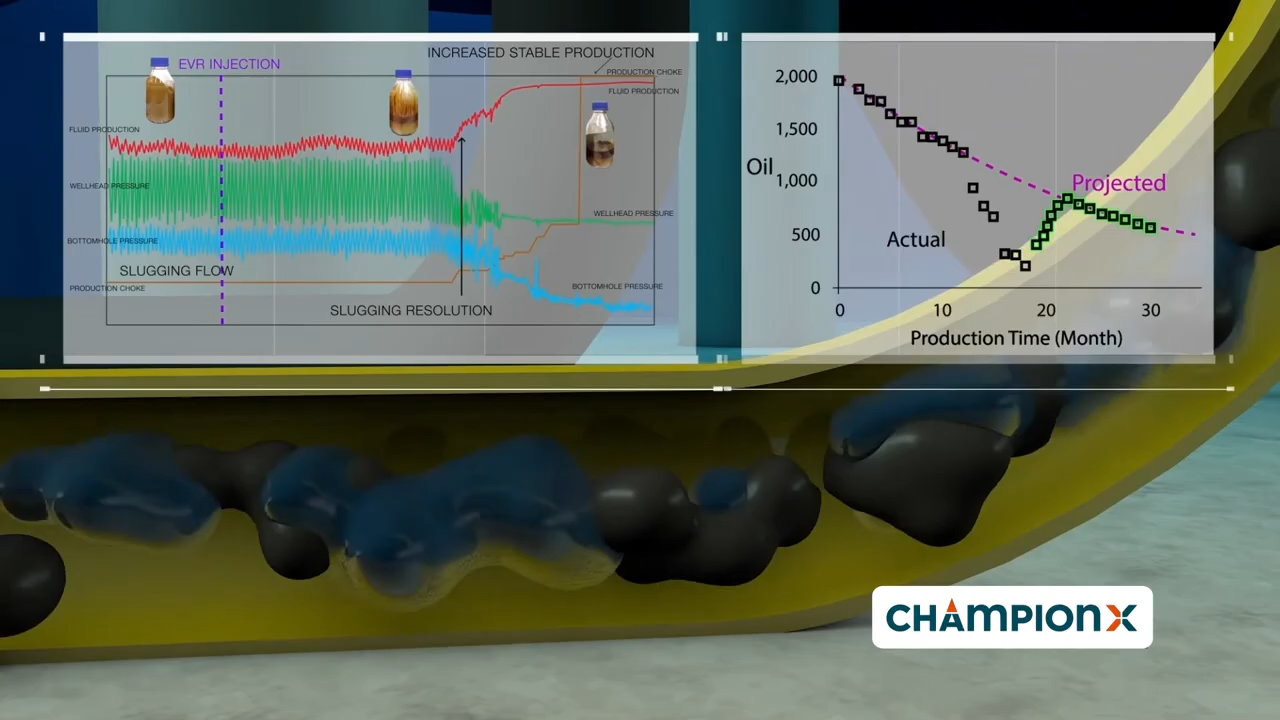 INCREASED STABLE PRODUCTION
EVR INJECTION
PRODUCTION CHOKE
FLUID PRODUCTION
FLUID PRODUCTION
WELLHEAD PRESSURE
WELLHEAD PRESSURE
BOTTOMHOLE PRESSURE
SLUGGING FLOW
PRODUCTION CHOKE
BOTTOMHOLE PRESSURE
SLUGGING RESOLUTION
2,000
1,500
Oil
1,000
500
0
Projected
Actual
0 10 20 30
Production Time (Month)
CHAMPIONX